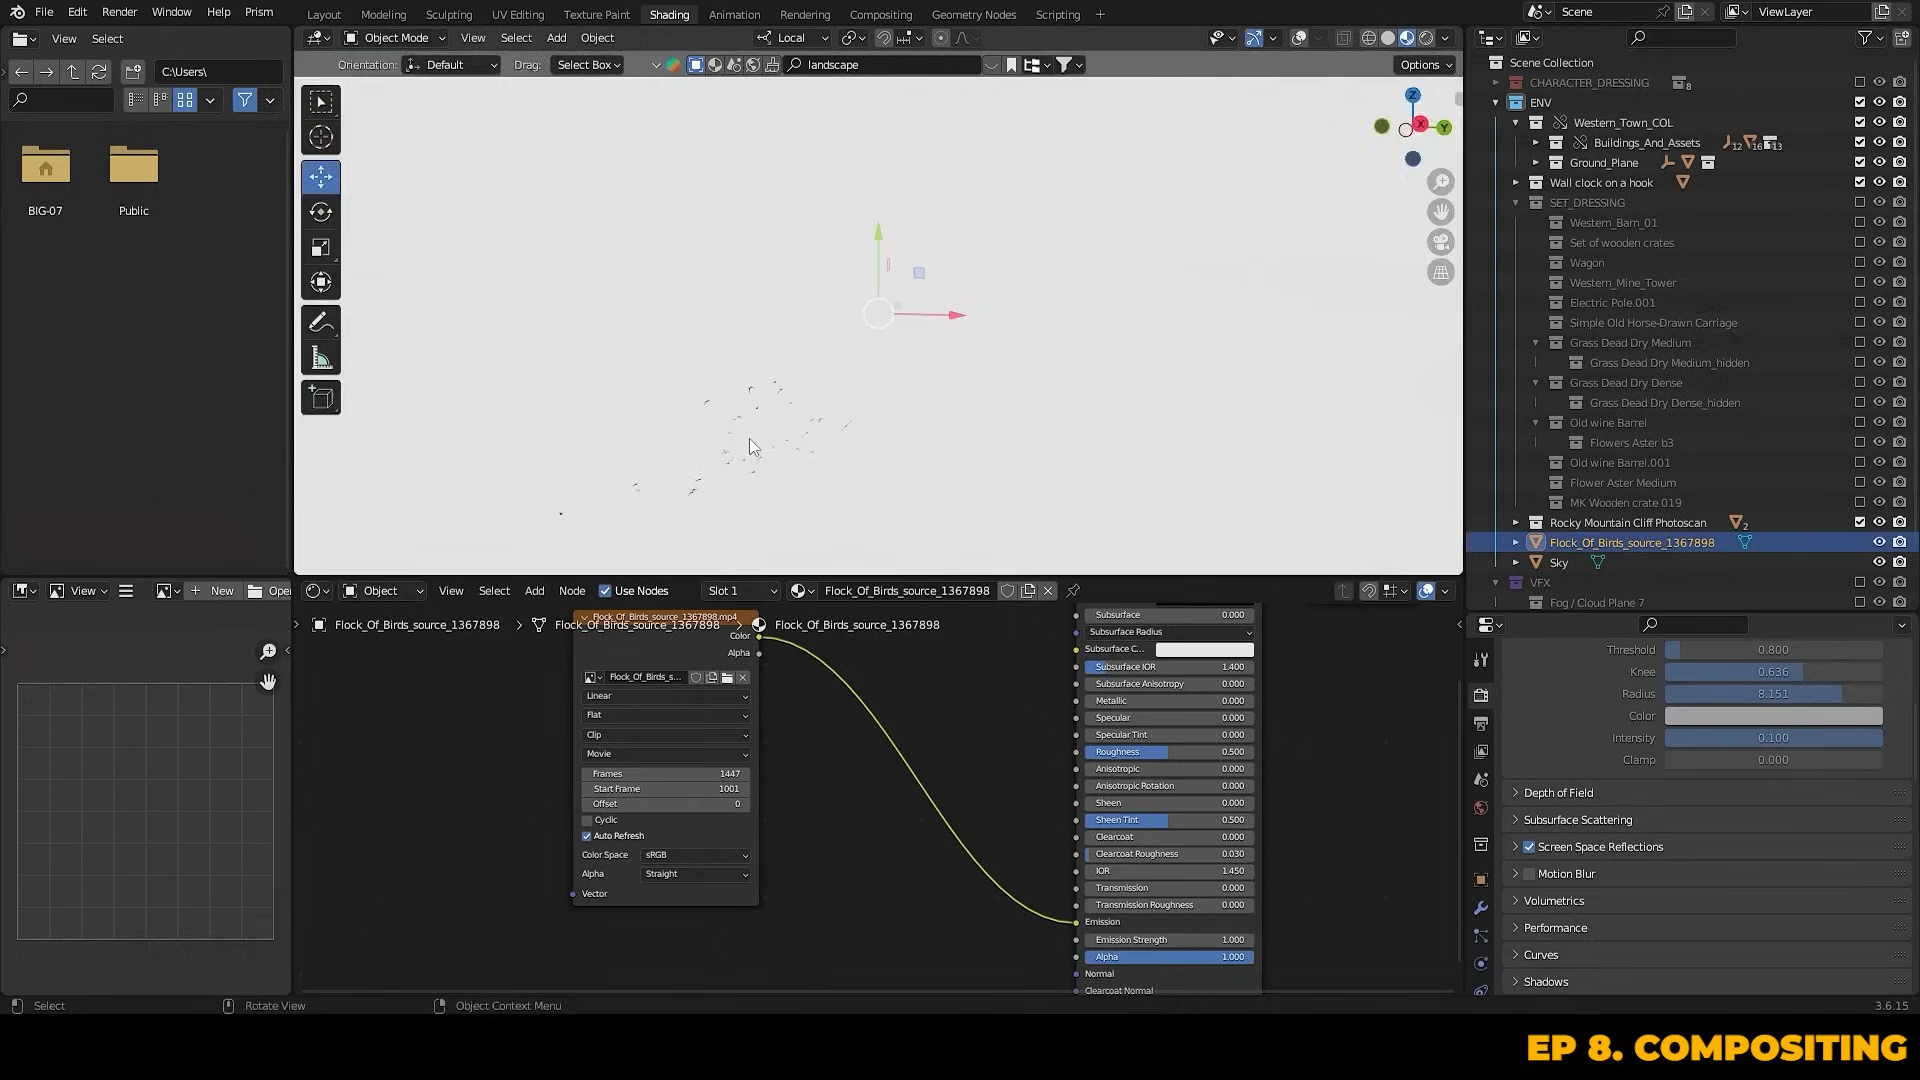 File Edit Render Window Help Prism
Layout Modeling Sculpting UV Editing Texture Paint Shading Animation Rendering Compositing Geometry Nodes Scripting +
Scene ViewLayer
View Select
Object Mode View Select Add Object Local
C:\Users\
Orientation: Default Drag: Select Box landscape Options
Z X Y
BIG-07 Public
Scene Collection
CHARACTER_DRESSING 8
ENV
Western_Town_COL
Buildings_And_Assets 12 16 13
Ground_Plane
Wall clock on a hook
SET_DRESSING
Western_Barn_01
Set of wooden crates
Wagon
Western_Mine_Tower
Electric Pole.001
Simple Old Horse-Drawn Carriage
Grass Dead Dry Medium
Grass Dead Dry Medium_hidden
Grass Dead Dry Dense
Grass Dead Dry Dense_hidden
Old wine Barrel
Flowers Aster b3
Old wine Barrel.001
Flower Aster Medium
MK Wooden crate 019
Rocky Mountain Cliff Photoscan 2
Flock_Of_Birds_source_1367898
Sky
VFX
Fog / Cloud Plane 7
View + New Open
Object View Select Add Node Use Nodes Slot 1 Flock_Of_Birds_source_1367898
Flock_Of_Birds_source_1367898.mp4
Flock_Of_Birds_source_1367898 > Flock_Of_Birds_source_1367898 > Flock_Of_Birds_source_1367898
Color
Alpha
Flock_Of_Birds_s...
Linear
Flat
Clip
Movie
Frames 1447
Start Frame 1001
Offset 0
Cyclic
Auto Refresh
Color Space sRGB
Alpha Straight
Vector
Subsurface 0.000
Subsurface Radius
Subsurface C...
Subsurface IOR 1.400
Subsurface Anisotropy 0.000
Metallic 0.000
Specular 0.000
Specular Tint 0.000
Roughness 0.500
Anisotropic 0.000
Anisotropic Rotation 0.000
Sheen 0.000
Sheen Tint 0.500
Clearcoat 0.000
Clearcoat Roughness 0.030
IOR 1.450
Transmission 0.000
Transmission Roughness 0.000
Emission
Emission Strength 1.000
Alpha 1.000
Normal
Clearcoat Normal
Threshold 0.800
Knee 0.636
Radius 8.151
Color
Intensity 0.100
Clamp 0.000
Depth of Field
Subsurface Scattering
Screen Space Reflections
Motion Blur
Volumetrics
Performance
Curves
Shadows
Select Rotate View Object Context Menu 3.6.15
EP 8. COMPOSITING